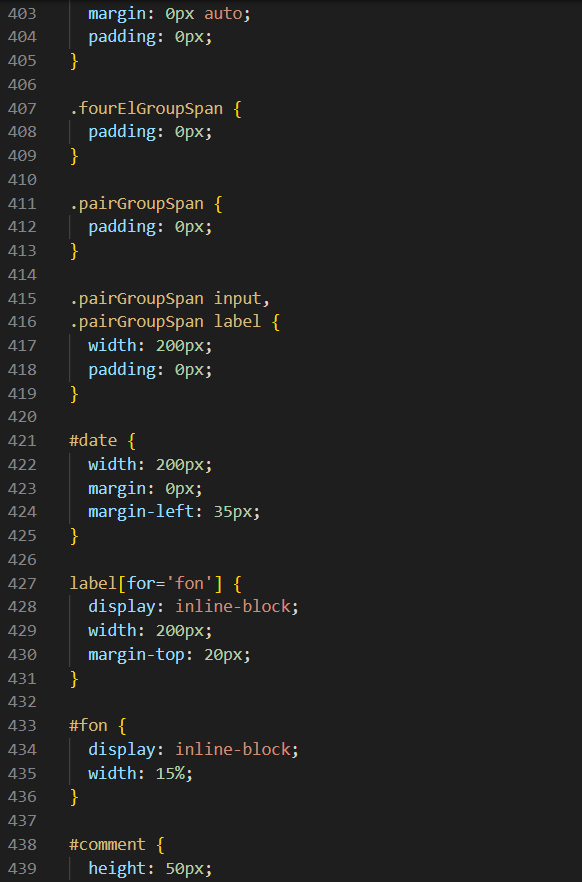 403 margin: 0px auto;
404 padding: 0px;
405 }
406
407 .fourElGroupSpan {
408 padding: 0px;
409 }
410
411 .pairGroupSpan {
412 padding: 0px;
413 }
414
415 .pairGroupSpan input,
416 .pairGroupSpan label {
417 width: 200px;
418 padding: 0px;
419 }
420
421 #date {
422 width: 200px;
423 margin: 0px;
424 margin-left: 35px;
425 }
426
427 label[for='fon'] {
428 display: inline-block;
429 width: 200px;
430 margin-top: 20px;
431 }
432
433 #fon {
434 display: inline-block;
435 width: 15%;
436 }
437
438 #comment {
439 height: 50px;